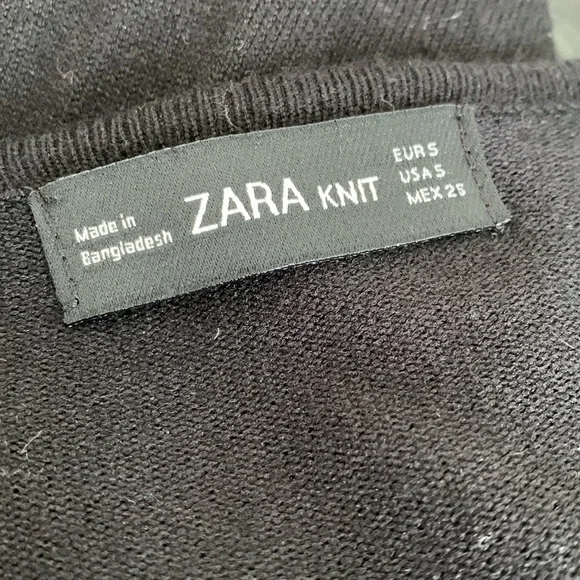 Made in
Bangladesh
ZARA KNIT
EUR S
USA S
MEX 26